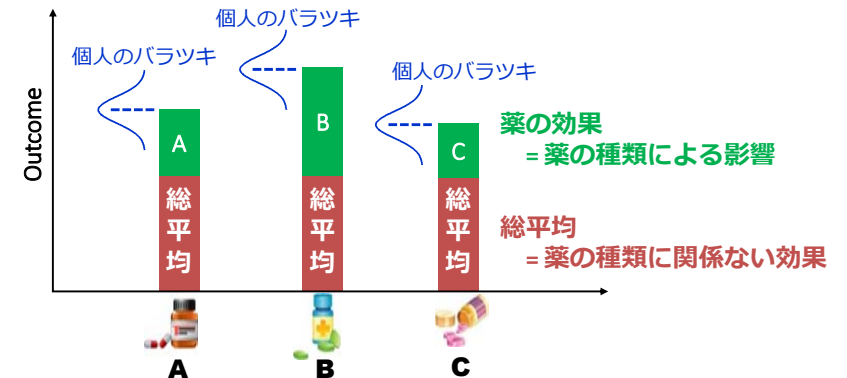 個人のバラツキ
個人のバラツキ
個人のバラツキ
Outcome
A
B
C
薬の効果
= 薬の種類による影響
総平均
総平均
総平均
総平均
= 薬の種類に関係ない効果
A
B
C